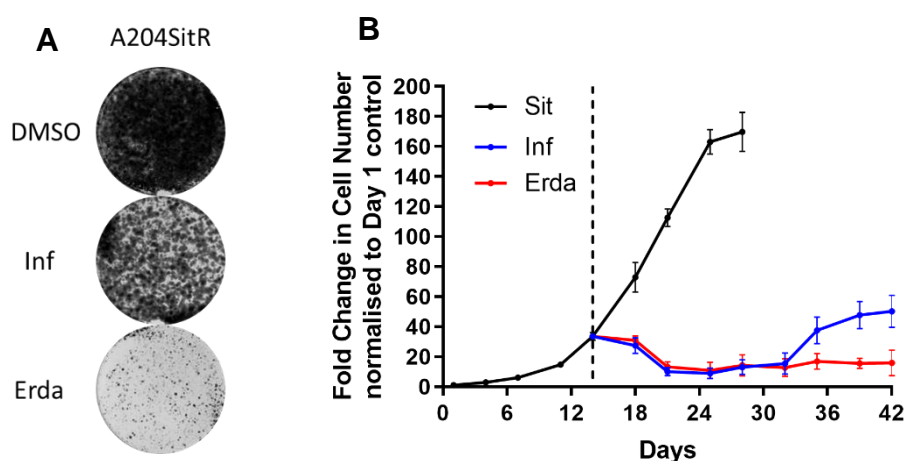 A
A204SitR
DMSO
Inf
Erda
B
Fold Change in Cell Number
normalised to Day 1 control
200
180
160
140
120
100
80
60
40
20
0
Sit
Inf
Erda
0 6 12 18 24 30 36 42
Days